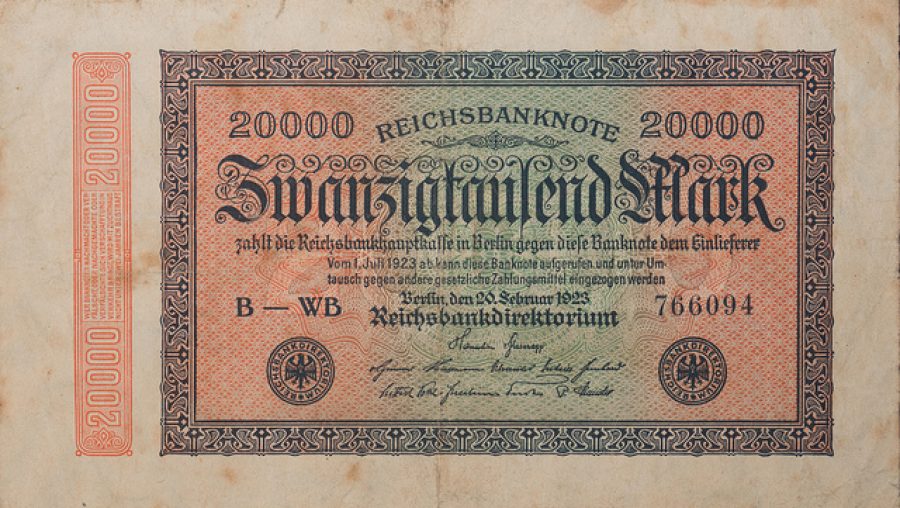 20000 REICHSBANKNOTE 20000
Zwanzigtausend Mark
zahlt die Reichsbankhauptkasse in Berlin gegen diese Banknote dem Einlieferer
Vom 1. Juli 1923 ab kann diese Banknote aufgerufen und unter Um-
tausch gegen andere gesetzliche Zahlungsmittel eingezogen werden
Berlin, den 20. Februar 1923
B — WB 766094
Reichsbankdirektorium
REICHSBANKDIREKTORIUM
REICHSBANKDIREKTORIUM
20000
20000